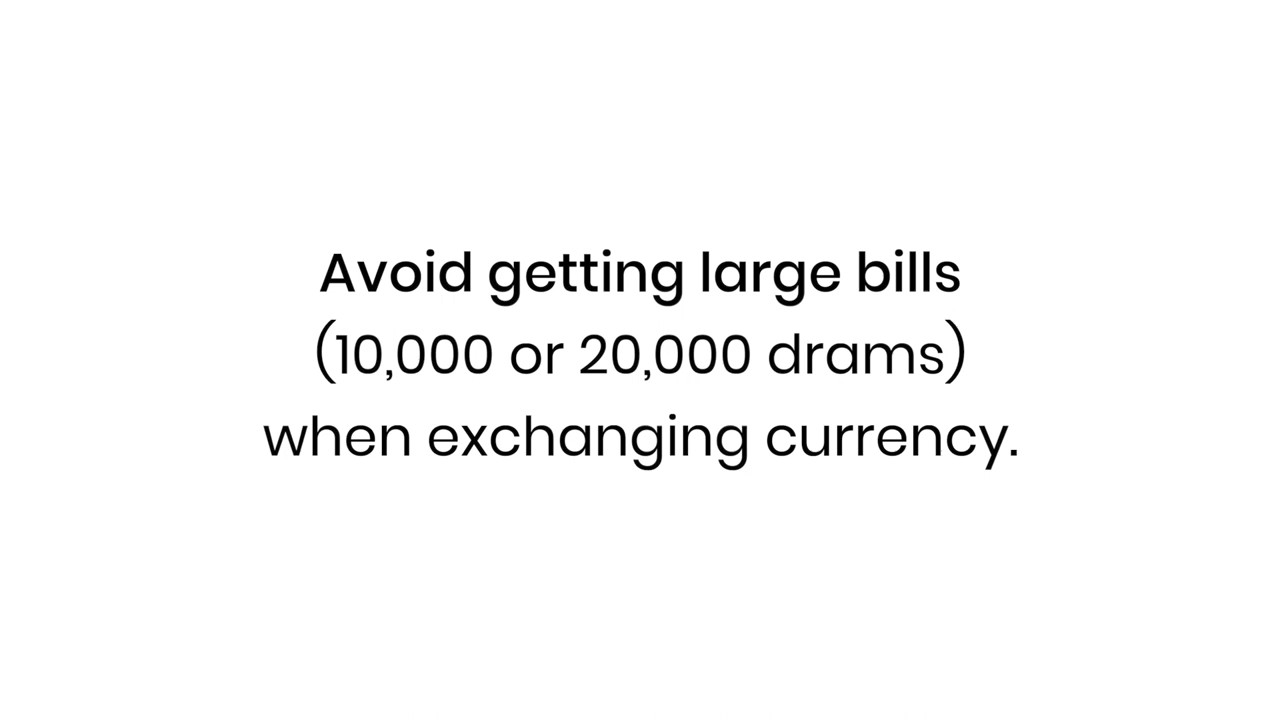 Avoid getting large bills
(10,000 or 20,000 drams)
when exchanging currency.